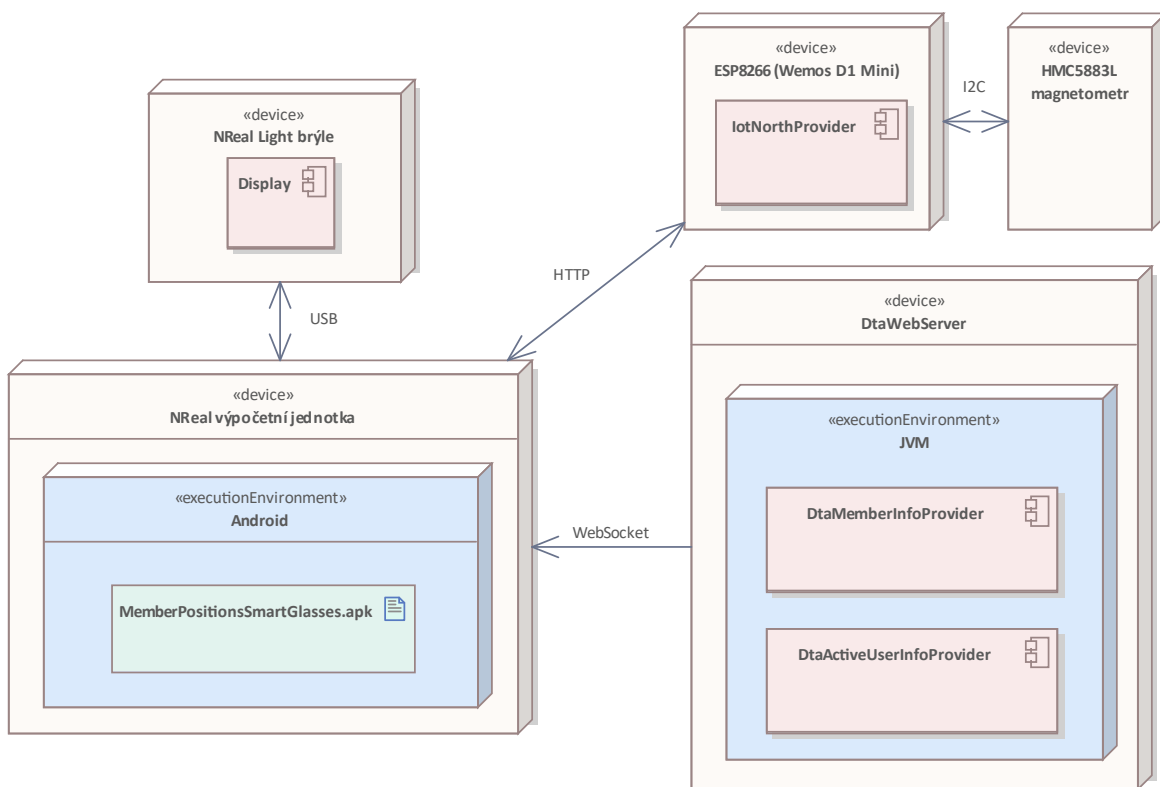 «device»
ESP8266 (Wemos D1 Mini)
IotNorthProvider
I2C
«device»
HMC5883L
magnetometr
«device»
NReal Light brýle
Display
HTTP
USB
«device»
DtaWebServer
«executionEnvironment»
JVM
DtaMemberInfoProvider
DtaActiveUserInfoProvider
WebSocket
«device»
NReal výpočetní jednotka
«executionEnvironment»
Android
MemberPositionsSmartGlasses.apk